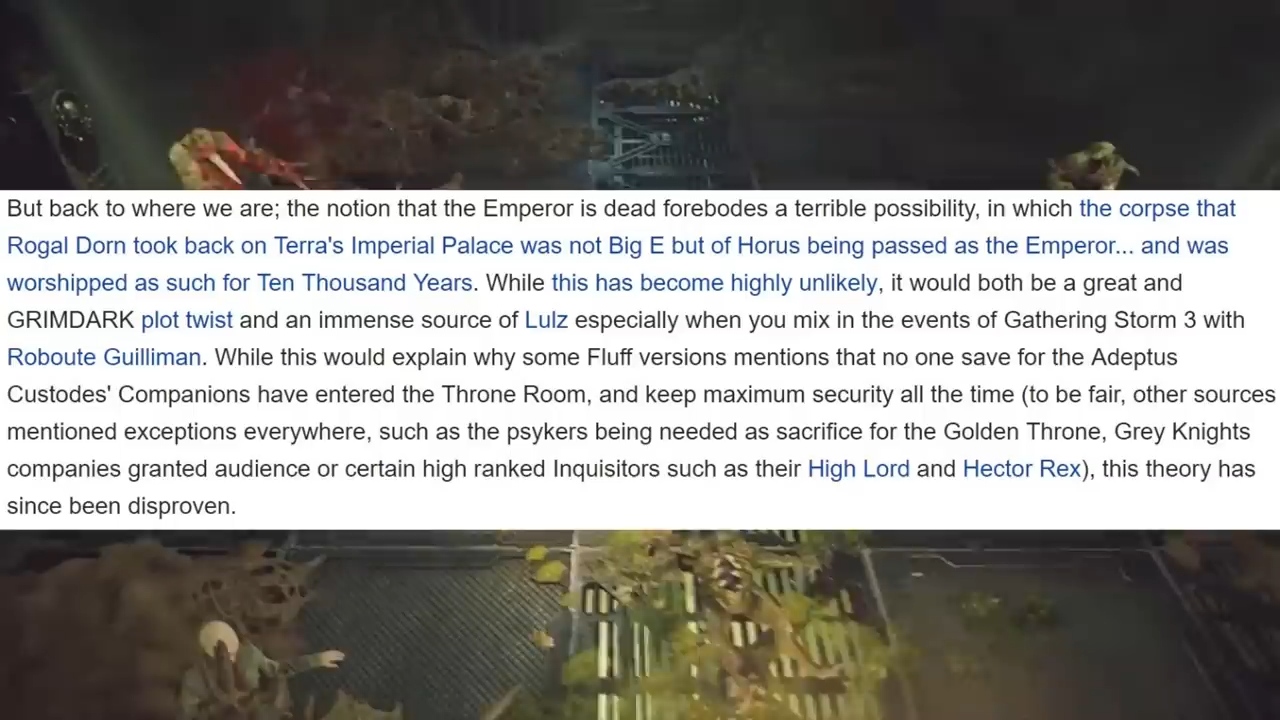 But back to where we are; the notion that the Emperor is dead forebodes a terrible possibility, in which the corpse that
Rogal Dorn took back on Terra's Imperial Palace was not Big E but of Horus being passed as the Emperor... and was
worshipped as such for Ten Thousand Years. While this has become highly unlikely, it would both be a great and
GRIMDARK plot twist and an immense source of Lulz especially when you mix in the events of Gathering Storm 3 with
Roboute Guilliman. While this would explain why some Fluff versions mentions that no one save for the Adeptus
Custodes' Companions have entered the Throne Room, and keep maximum security all the time (to be fair, other sources
mentioned exceptions everywhere, such as the psykers being needed as sacrifice for the Golden Throne, Grey Knights
companies granted audience or certain high ranked Inquisitors such as their High Lord and Hector Rex), this theory has
since been disproven.